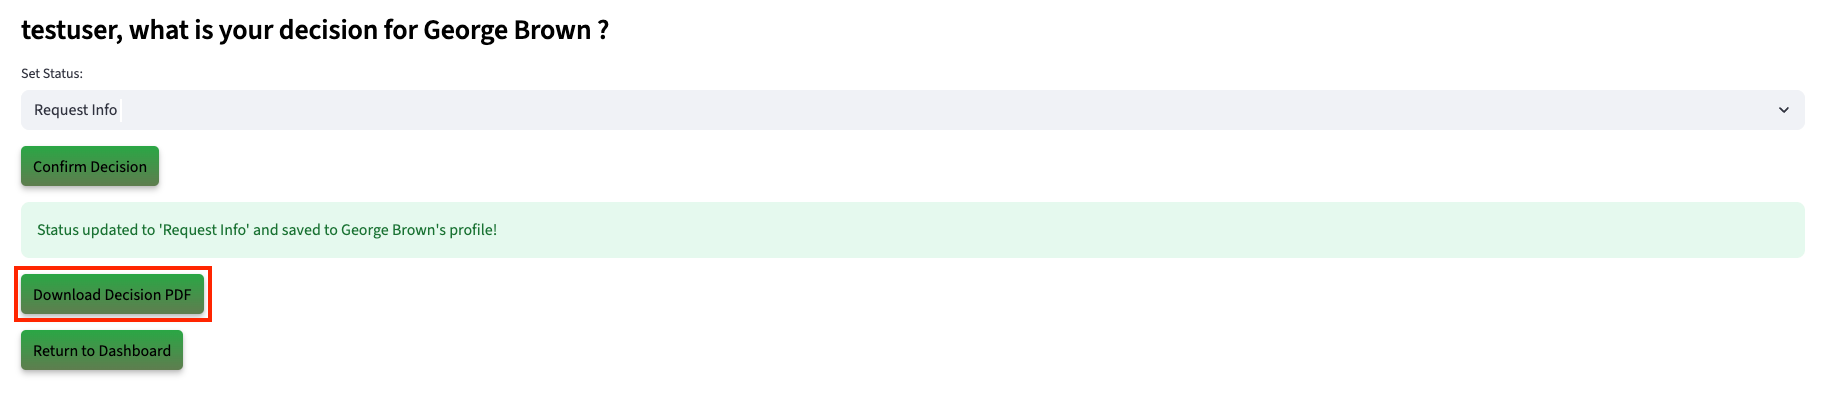 testuser, what is your decision for George Brown ?
Set Status:
Request Info
Confirm Decision
Status updated to 'Request Info' and saved to George Brown's profile!
Download Decision PDF
Return to Dashboard